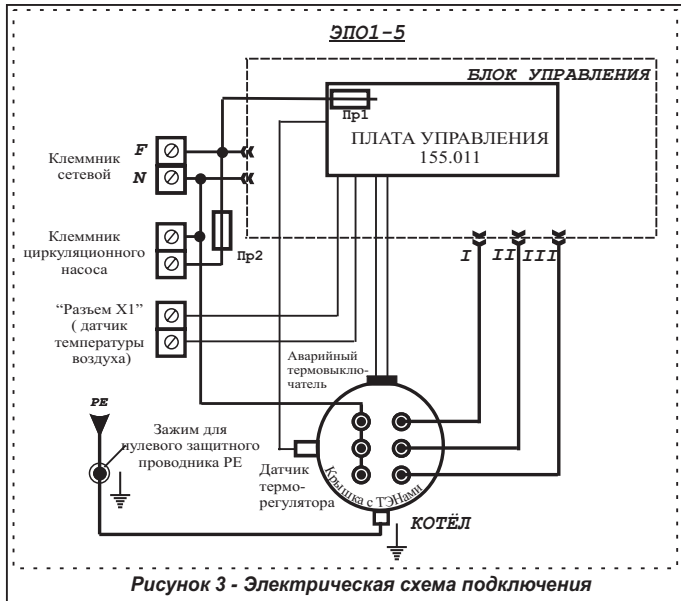 ЭПО1-5
БЛОК УПРАВЛЕНИЯ
Пр1
ПЛАТА УПРАВЛЕНИЯ
155.011
Клеммник
сетевой
F
N
Клеммник
циркуляционного
насоса
Пр2
I II III
“Разъем X1”
( датчик
температуры
воздуха)
Аварийный
термовыклю-
чатель
PE
Зажим для
нулевого защитного
проводника PE
Датчик
термо-
регулятора
Крышка с ТЭНами
КОТЁЛ
Рисунок 3 - Электрическая схема подключения